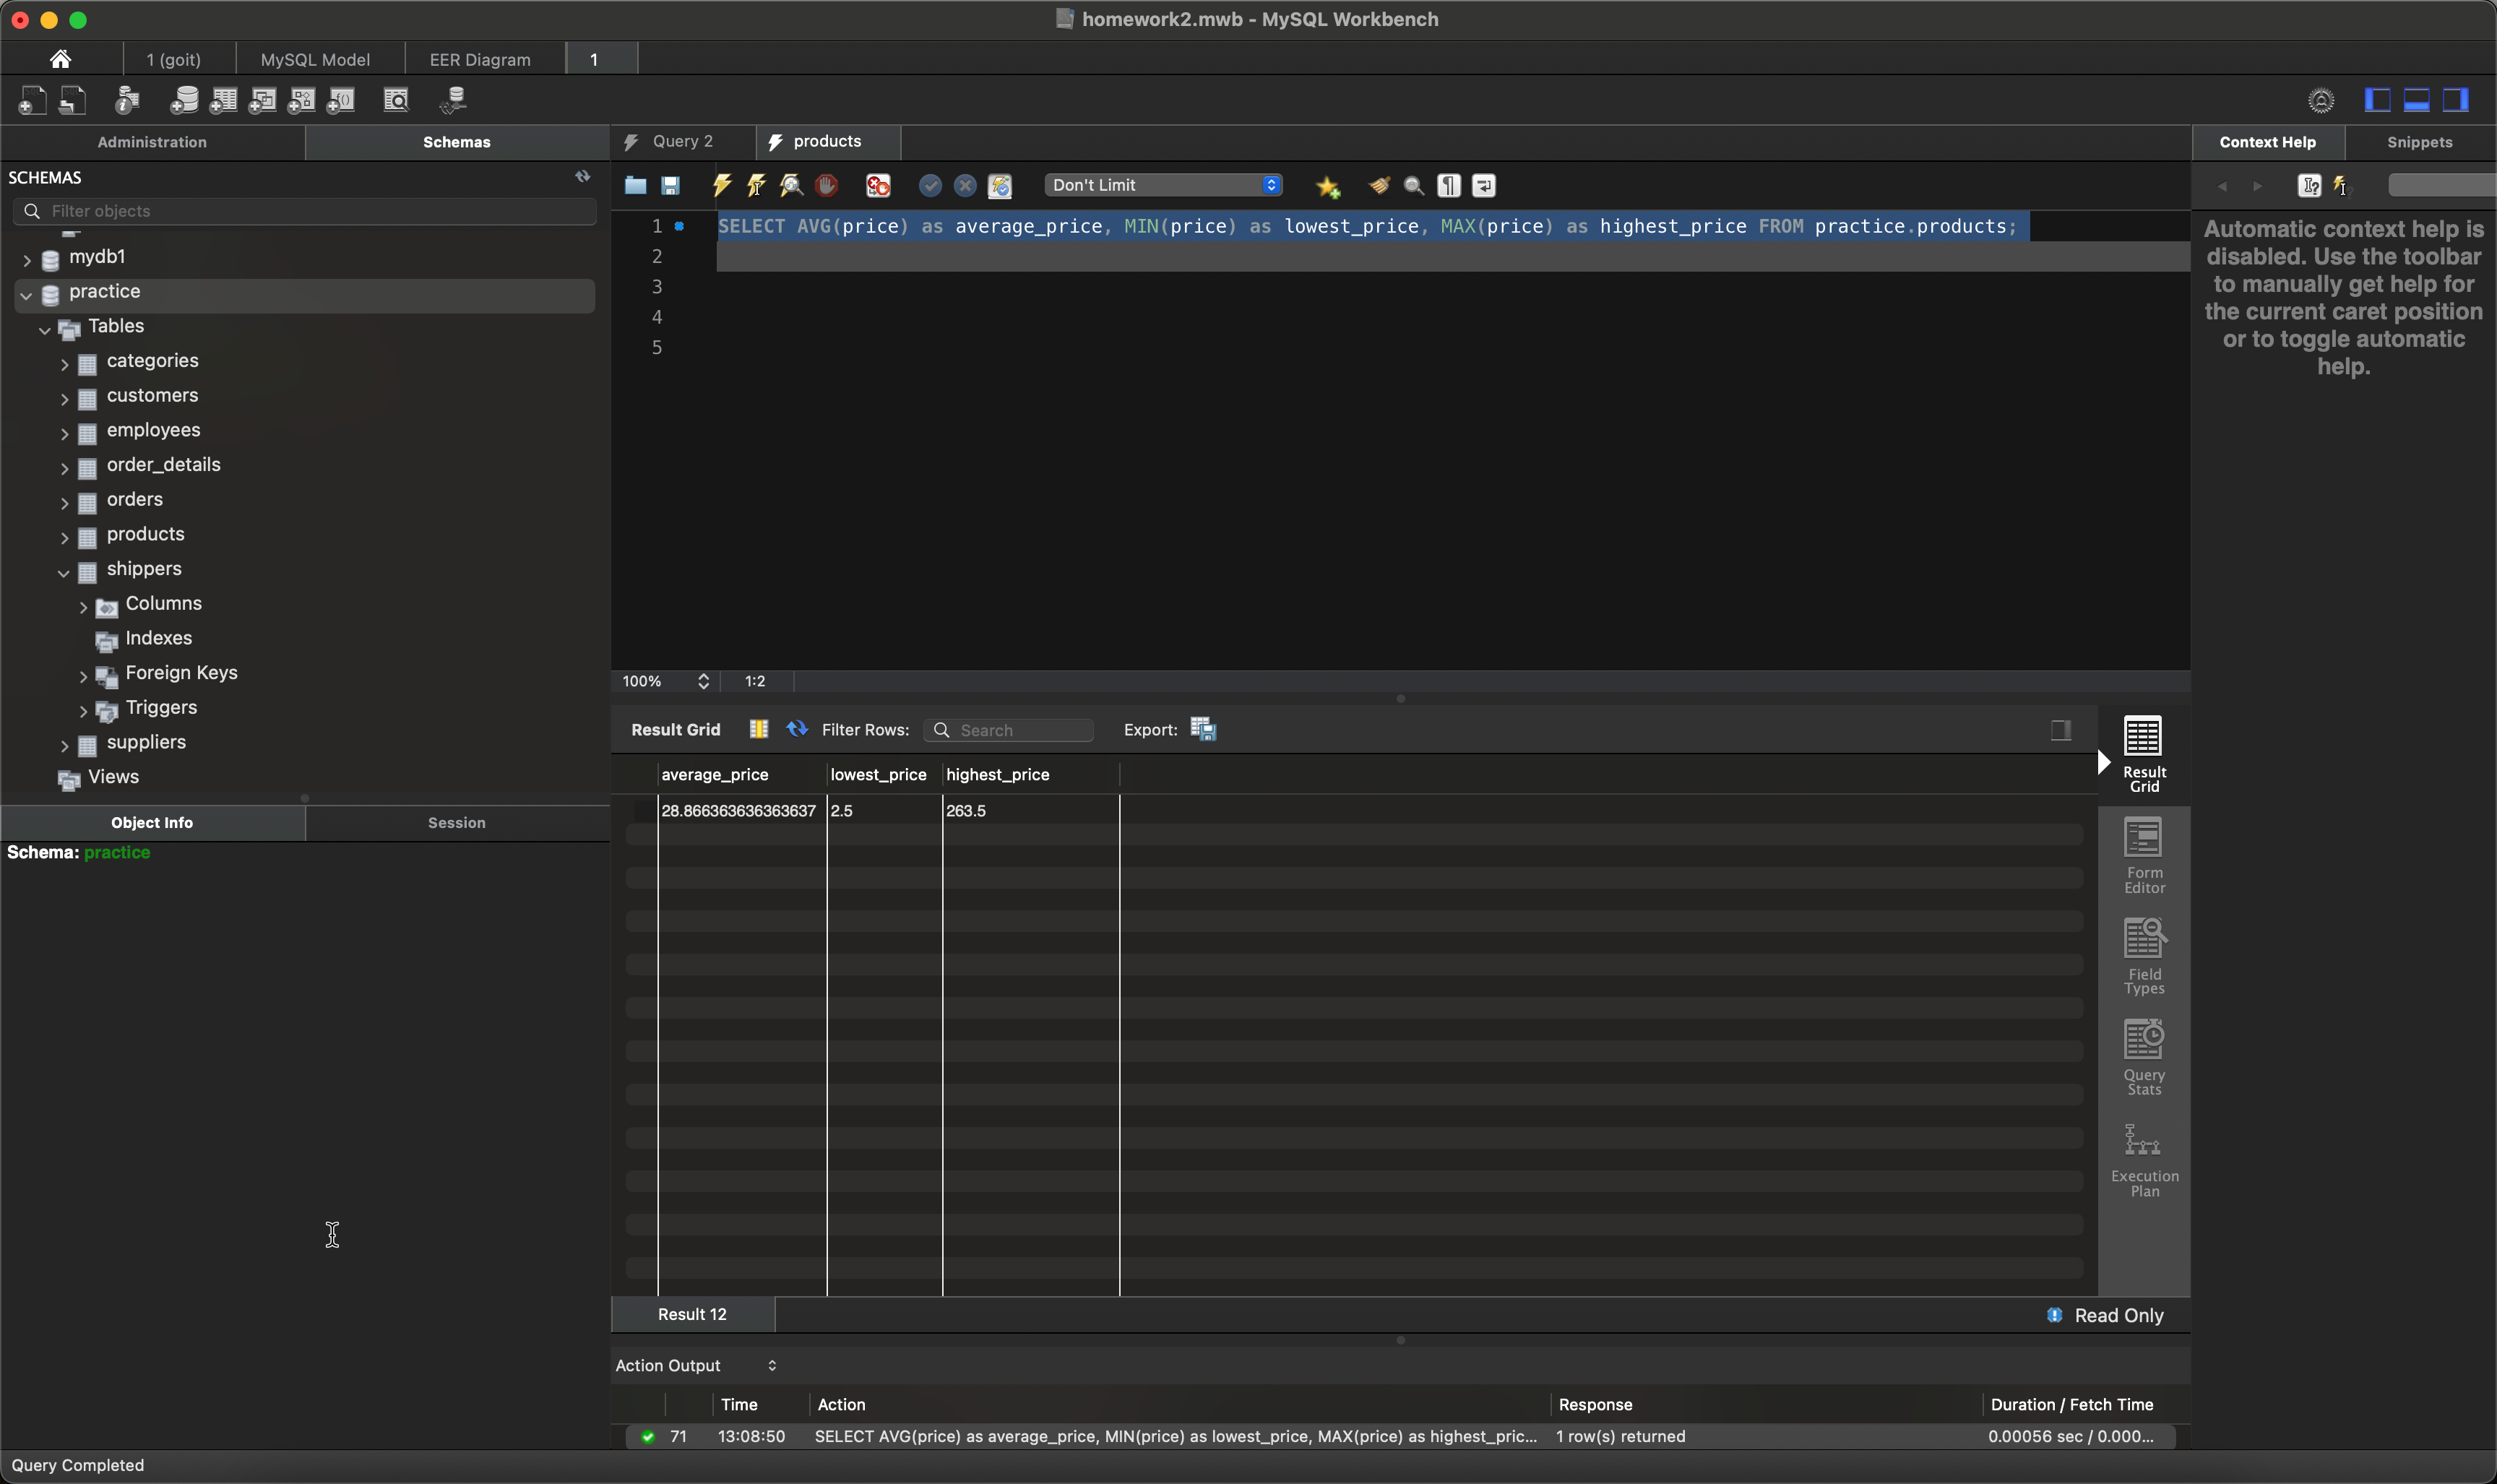 homework2.mwb - MySQL Workbench
1 (goit)
MySQL Model
EER Diagram
1
Administration
Schemas
Query 2
products
Context Help
Snippets
SCHEMAS
Filter objects
Don't Limit
mydb1
practice
Tables
categories
customers
employees
order_details
orders
products
shippers
Columns
Indexes
Foreign Keys
Triggers
suppliers
Views
1 SELECT AVG(price) as average_price, MIN(price) as lowest_price, MAX(price) as highest_price FROM practice.products;
2
3
4
5
Automatic context help is
disabled. Use the toolbar
to manually get help for
the current caret position
or to toggle automatic
help.
100%
1:2
Result Grid
Filter Rows:
Search
Export:
average_price lowest_price highest_price
28.866363636363637 2.5 263.5
Result
Grid
Form
Editor
Field
Types
Query
Stats
Execution
Plan
Object Info
Session
Schema: practice
Result 12
Read Only
Action Output
Time Action Response Duration / Fetch Time
71 13:08:50 SELECT AVG(price) as average_price, MIN(price) as lowest_price, MAX(price) as highest_pric... 1 row(s) returned 0.00056 sec / 0.000...
Query Completed